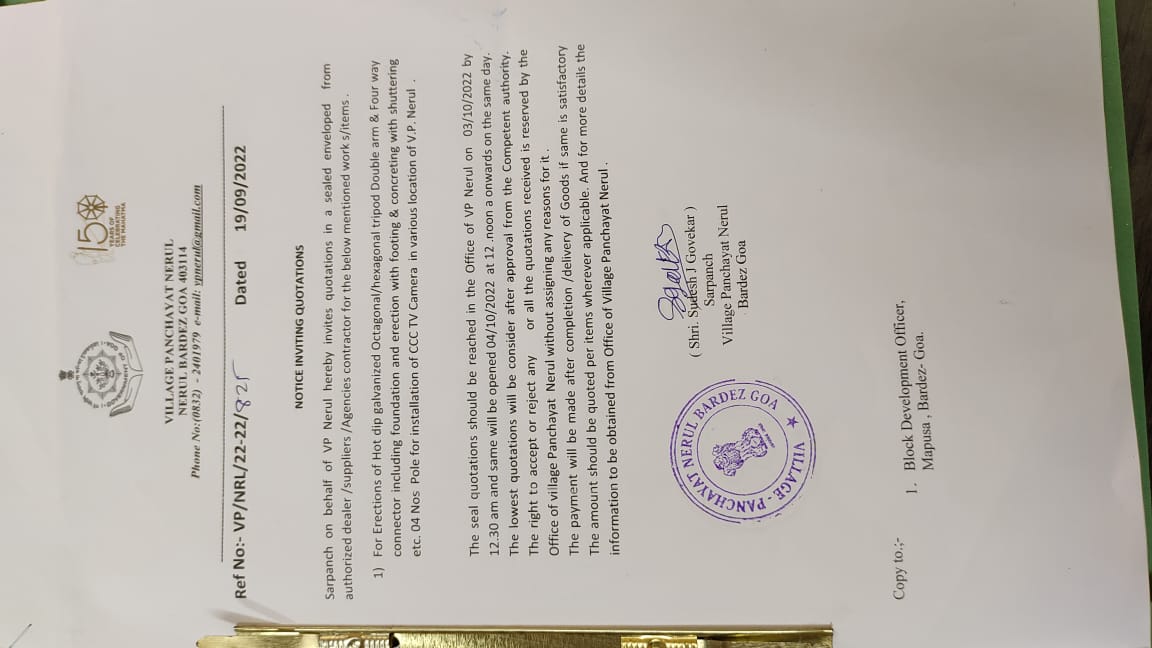 GOVERNMENT OF GOA
150
YEARS OF
CELEBRATING
THE MAHATMA
VILLAGE PANCHAYAT NERUL
NERUL BARDEZ GOA 403114
Phone No:(0832) - 2401979 e-mail: vpnerul@gmail.com
Ref No:- VP/NRL/22-22/825 Dated 19/09/2022
NOTICE INVITING QUOTATIONS
Sarpanch on behalf of VP Nerul hereby invites quotations in a sealed enveloped from
authorized dealer /suppliers /Agencies contractor for the below mentioned work s/items .
1) For Erections of Hot dip galvanized Octagonal/hexagonal tripod Double arm & Four way
connector including foundation and erection with footing & concreting with shuttering
etc. 04 Nos Pole for installation of CCC TV Camera in various location of V.P. Nerul .
The seal quotations should be reached in the Office of VP Nerul on 03/10/2022 by
12.30 am and same will be opened 04/10/2022 at 12 .noon a onwards on the same day.
The lowest quotations will be consider after approval from the Competent authority.
The right to accept or reject any or all the quotations received is reserved by the
Office of village Panchayat Nerul without assigning any reasons for it .
The payment will be made after completion /delivery of Goods if same is satisfactory
The amount should be quoted per items wherever applicable. And for more details the
information to be obtained from Office of Village Panchayat Nerul .
( Shri. Sudesh J Govekar )
Sarpanch
Village Panchayat Nerul
Bardez Goa
VILLAGE - PANCHAYAT NERUL BARDEZ GOA
Copy to.;-
1. Block Development Officer,
Mapusa , Bardez- Goa.